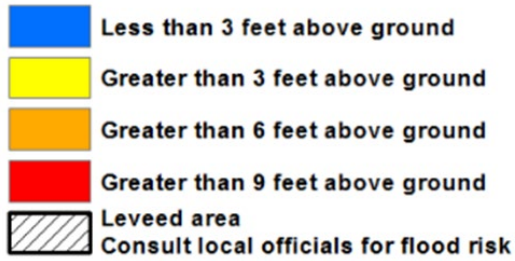 Less than 3 feet above ground
Greater than 3 feet above ground
Greater than 6 feet above ground
Greater than 9 feet above ground
Leveed area
Consult local officials for flood risk